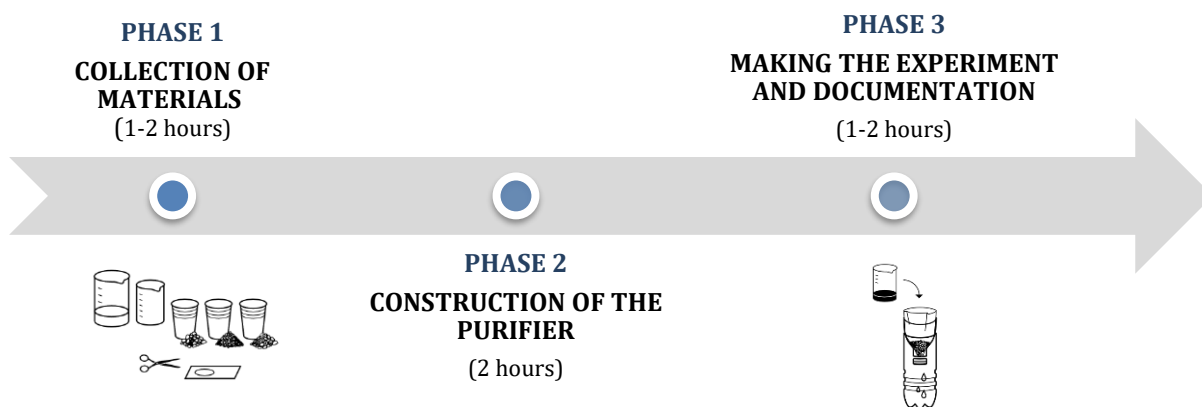 PHASE 1
COLLECTION OF
MATERIALS
(1-2 hours)
PHASE 2
CONSTRUCTION OF THE
PURIFIER
(2 hours)
PHASE 3
MAKING THE EXPERIMENT
AND DOCUMENTATION
(1-2 hours)